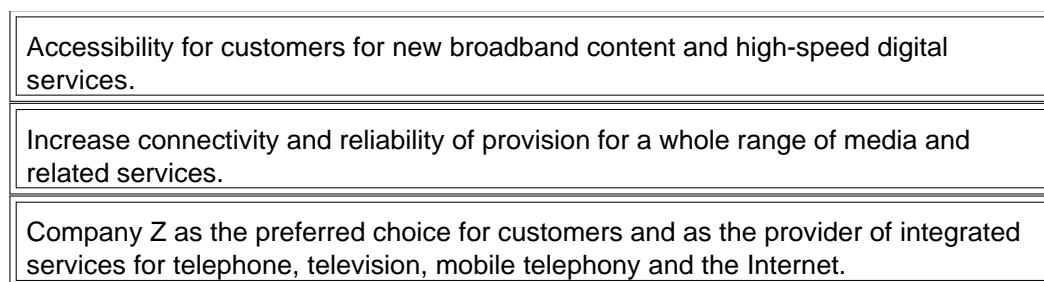 Accessibility for customers for new broadband content and high-speed digital
services.
Increase connectivity and reliability of provision for a whole range of media and
related services.
Company Z as the preferred choice for customers and as the provider of integrated
services for telephone, television, mobile telephony and the Internet.